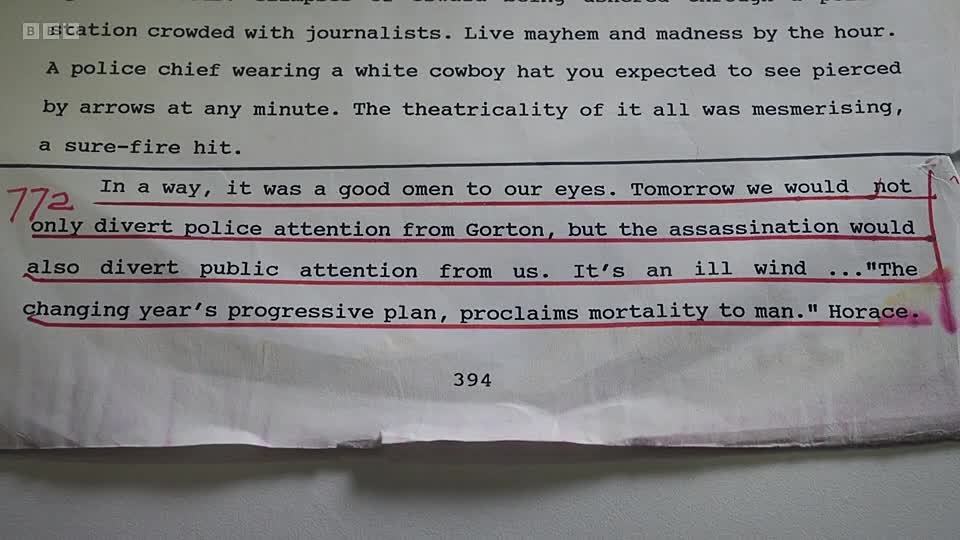 BBC
station crowded with journalists. Live mayhem and madness by the hour.
A police chief wearing a white cowboy hat you expected to see pierced
by arrows at any minute. The theatricality of it all was mesmerising,
a sure-fire hit.
77a
In a way, it was a good omen to our eyes. Tomorrow we would not
only divert police attention from Gorton, but the assassination would
also divert public attention from us. It's an ill wind ..."The
changing year's progressive plan, proclaims mortality to man." Horace.
394